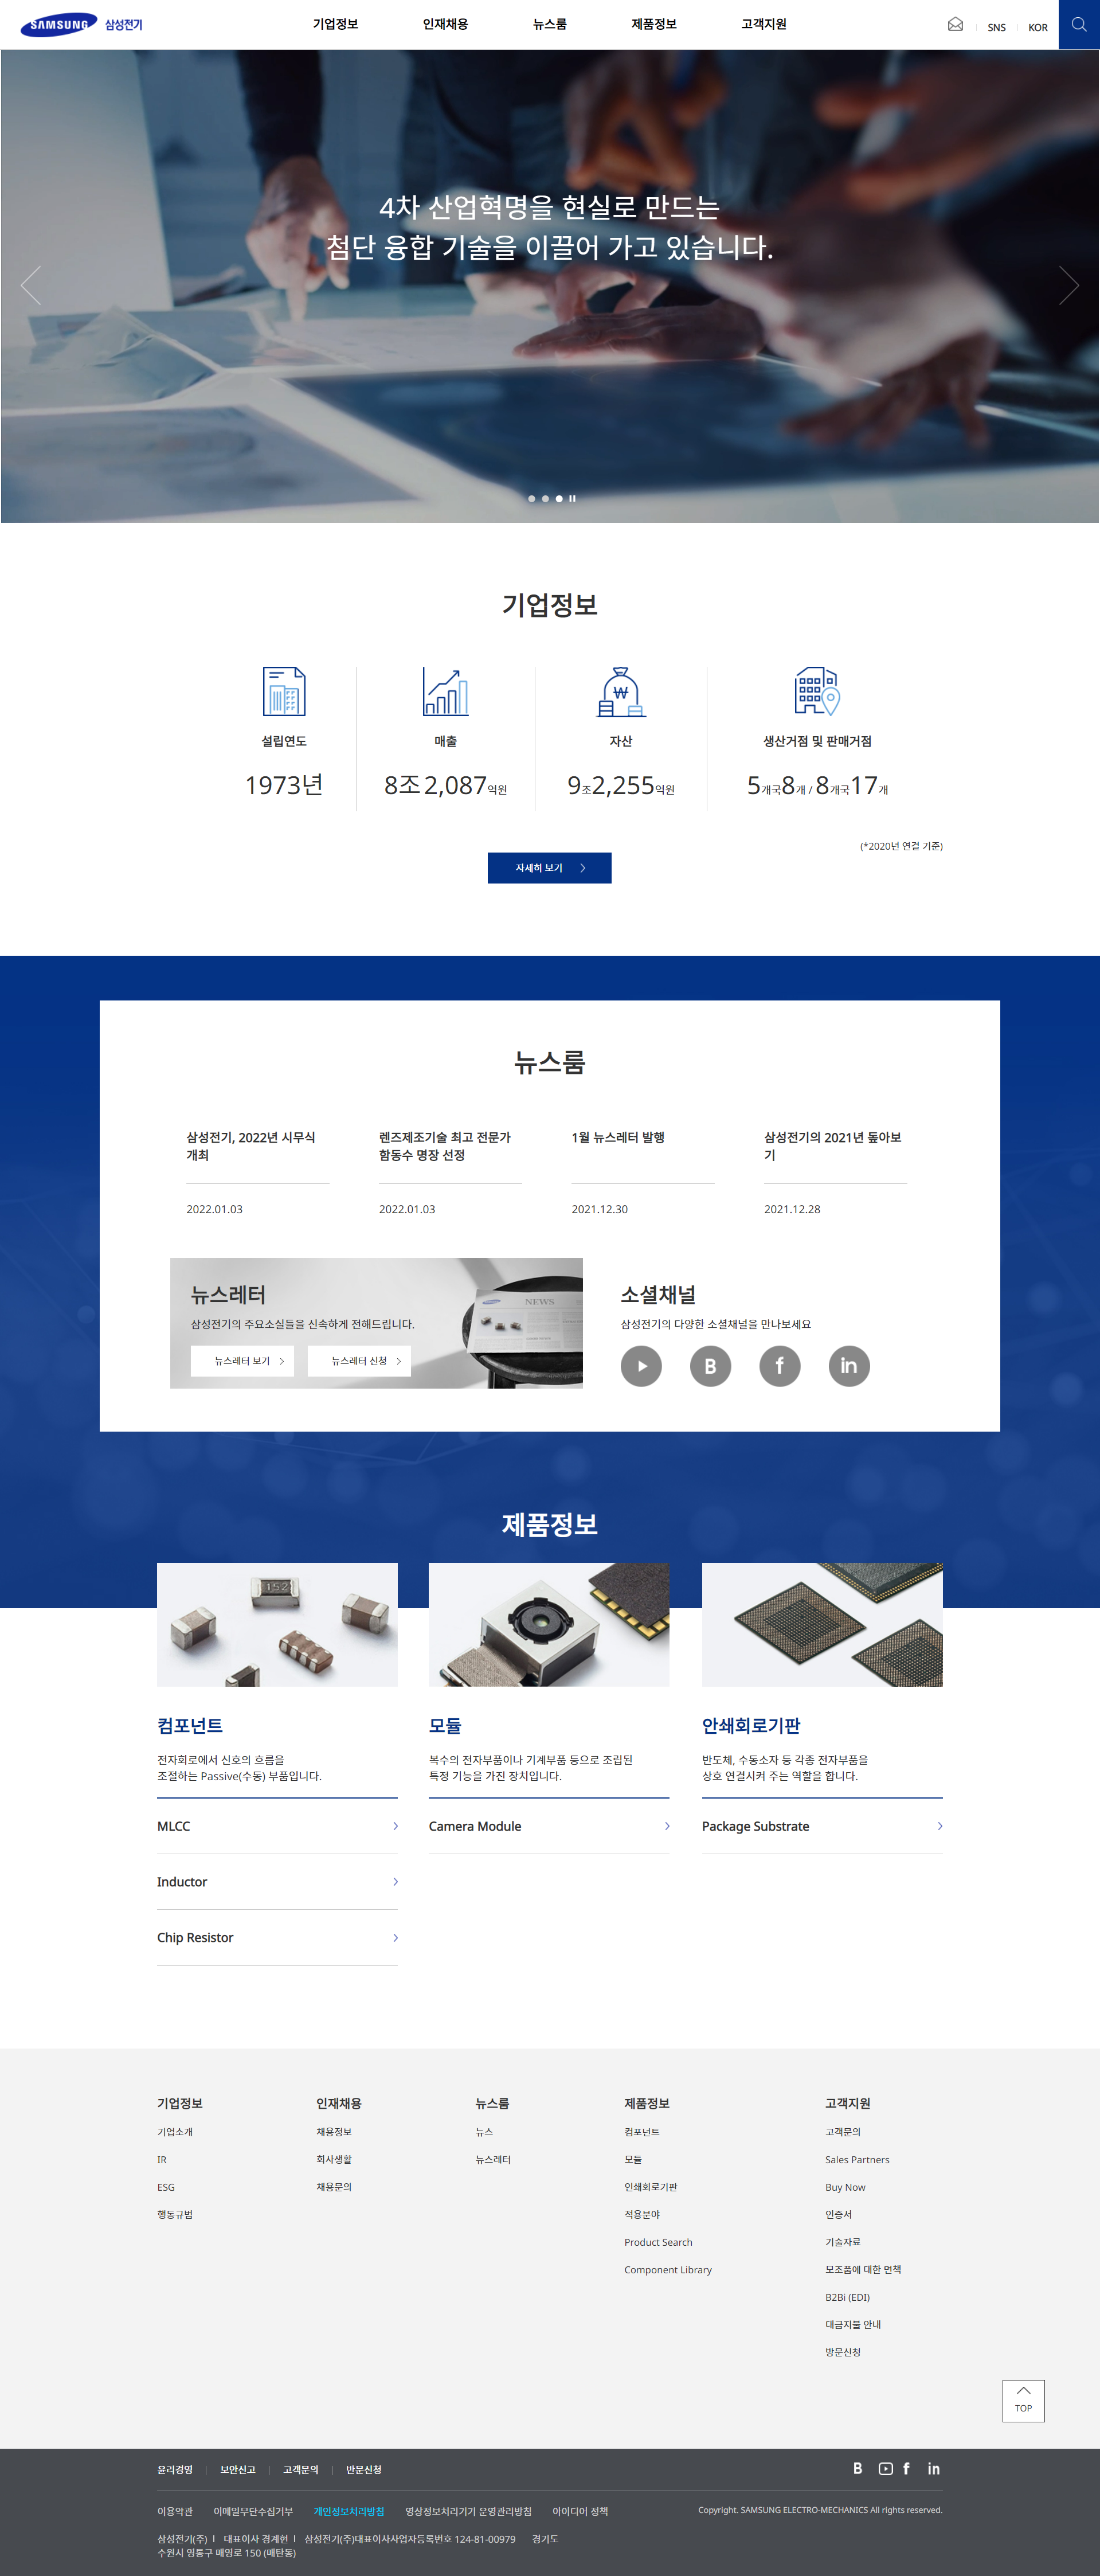 SAMSUNG 삼성전기
기업정보 인재채용 뉴스룸 제품정보 고객지원
SNS KOR
4차 산업혁명을 현실로 만드는
첨단 융합 기술을 이끌어 가고 있습니다.
기업정보
설립연도 매출 자산 생산거점 및 판매거점
1973년 8조 2,087억원 9조2,255억원 5개국8개 / 8개국17개
(*2020년 연결 기준)
자세히 보기
뉴스룸
삼성전기, 2022년 시무식
개최
2022.01.03
렌즈제조기술 최고 전문가
함동수 명장 선정
2022.01.03
1월 뉴스레터 발행
2021.12.30
삼성전기의 2021년 돞아보
기
2021.12.28
뉴스레터
삼성전기의 주요소실들을 신속하게 전해드립니다.
뉴스레터 보기 뉴스레터 신청
NEWS
소셜채널
삼성전기의 다양한 소셜채널을 만나보세요
B f in
제품정보
152
컴포넌트
전자회로에서 신호의 흐름을
조절하는 Passive(수동) 부품입니다.
MLCC
Inductor
Chip Resistor
모듈
복수의 전자부품이나 기계부품 등으로 조립된
특정 기능을 가진 장치입니다.
Camera Module
안쇄회로기판
반도체, 수동소자 등 각종 전자부품을
상호 연결시켜 주는 역할을 합니다.
Package Substrate
기업정보
기업소개
IR
ESG
행동규범
인재채용
채용정보
회사생활
채용문의
뉴스룸
뉴스
뉴스레터
제품정보
컴포넌트
모듈
인쇄회로기판
적용분야
Product Search
Component Library
고객지원
고객문의
Sales Partners
Buy Now
인증서
기술자료
모조품에 대한 면책
B2Bi (EDI)
대금지불 안내
방문신청
TOP
윤리경영 보안신고 고객문의 반문신청
B f in
이용약관 이메일무단수집거부 개인정보처리방침 영상정보처리기기 운영관리방침 아이디어 정책
Copyright. SAMSUNG ELECTRO-MECHANICS All rights reserved.
삼성전기(주) ㅣ 대표이사 경계현 ㅣ 삼성전기(주)대표이사사업자등록번호 124-81-00979 경기도
수원시 영통구 매영로 150 (매탄동)